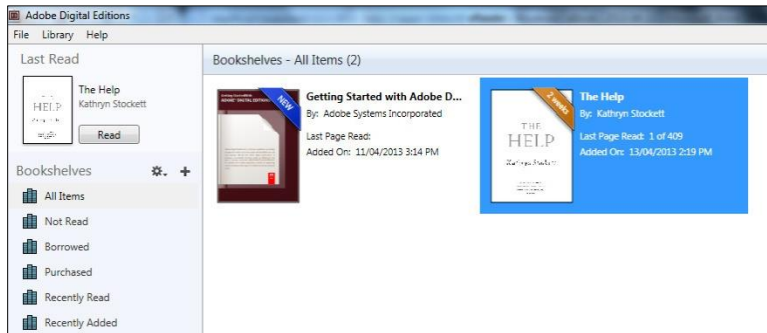 Adobe Digital Editions
File Library Help
Last Read
THE
HELP
The Help
Kathryn Stockett
Read
Bookshelves
All Items
Not Read
Borrowed
Purchased
Recently Read
Recently Added
Bookshelves - All Items (2)
NEW
Getting Started with Adobe D...
By: Adobe Systems Incorporated
Last Page Read:
Added On: 11/04/2013 3:14 PM
2 weeks
THE
HELP
Kathryn Stockett
The Help
By: Kathryn Stockett
Last Page Read: 1 of 409
Added On: 13/04/2013 2:19 PM